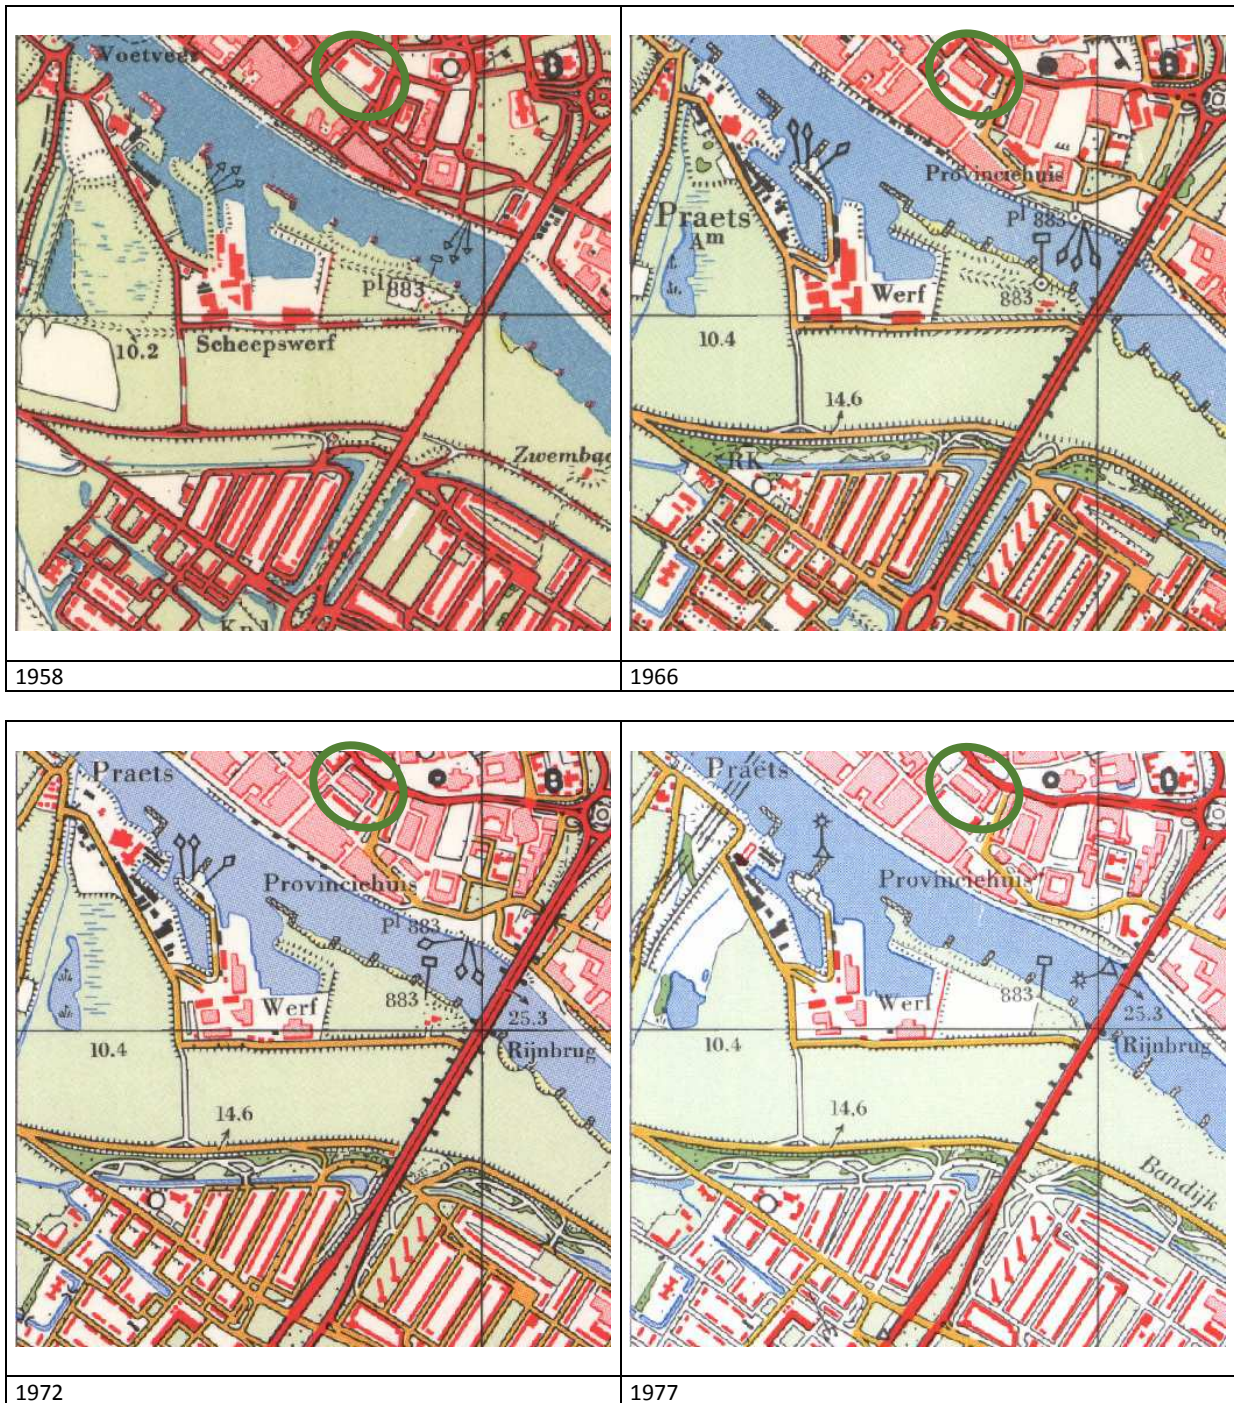 Voetveer
pl 883
10.2
Scheepswerf
Zwembad
Provinciehuis
Praets
Am
pl 883
Werf
883
10.4
14.6
RK
1958
1966
Praets
Provinciehuis
pl 883
Werf
883
25.3
Rijnbrug
10.4
14.6
Praets
Provinciehuis
Werf
883
25.3
Rijnbrug
10.4
14.6
Bandijk
1972
1977